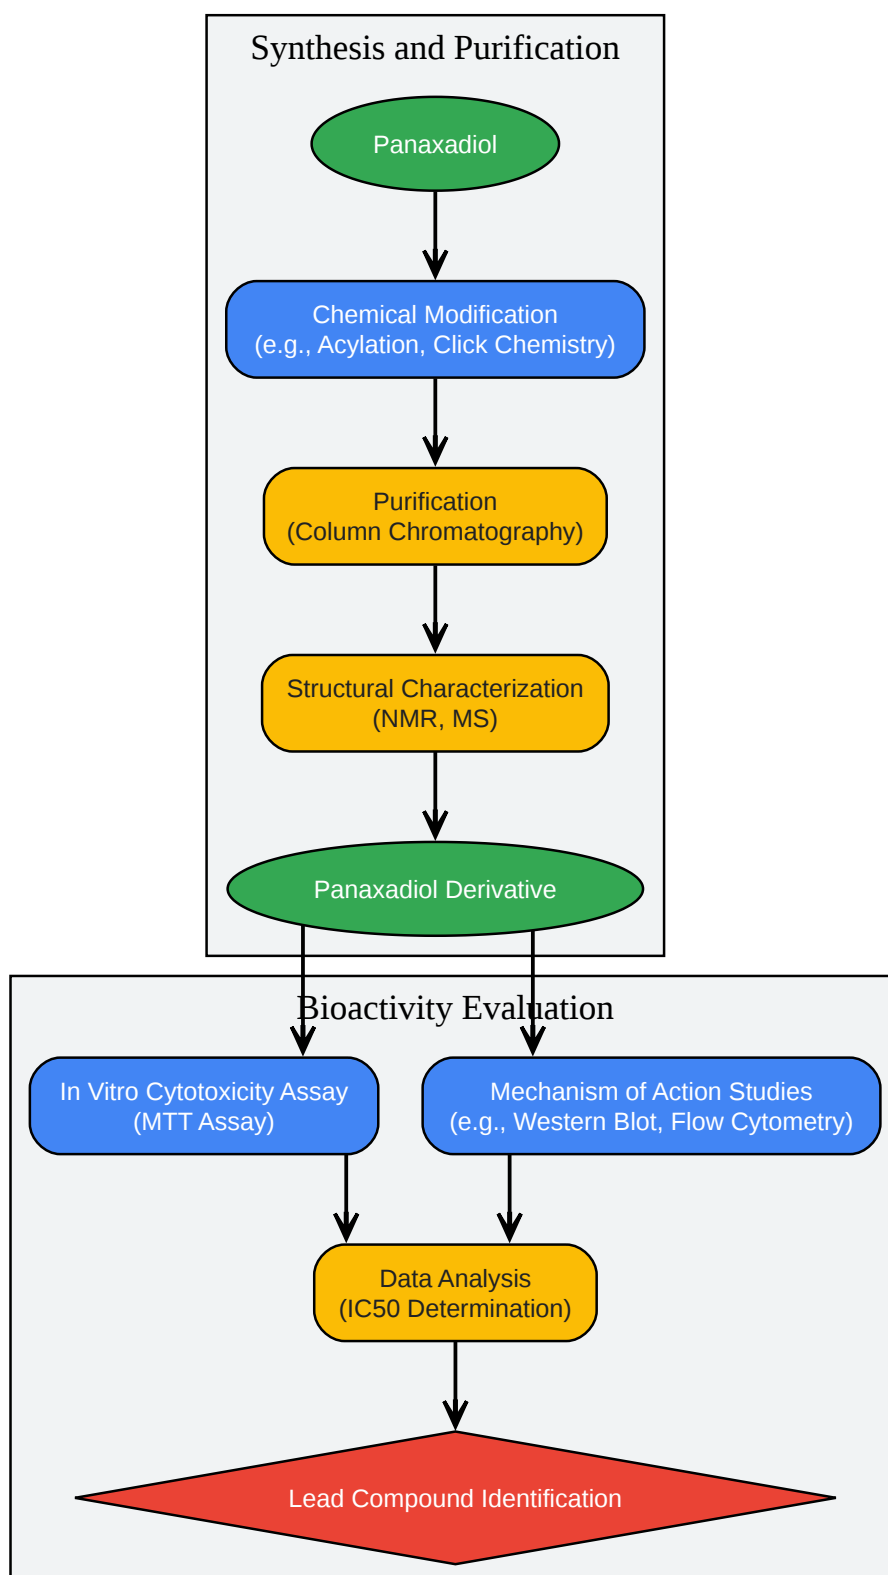 Synthesis and Purification
Panaxadiol
Chemical Modification
(e.g., Acylation, Click Chemistry)
Purification
(Column Chromatography)
Structural Characterization
(NMR, MS)
Panaxadiol Derivative
Bioactivity Evaluation
In Vitro Cytotoxicity Assay
(MTT Assay)
Mechanism of Action Studies
(e.g., Western Blot, Flow Cytometry)
Data Analysis
(IC50 Determination)
Lead Compound Identification